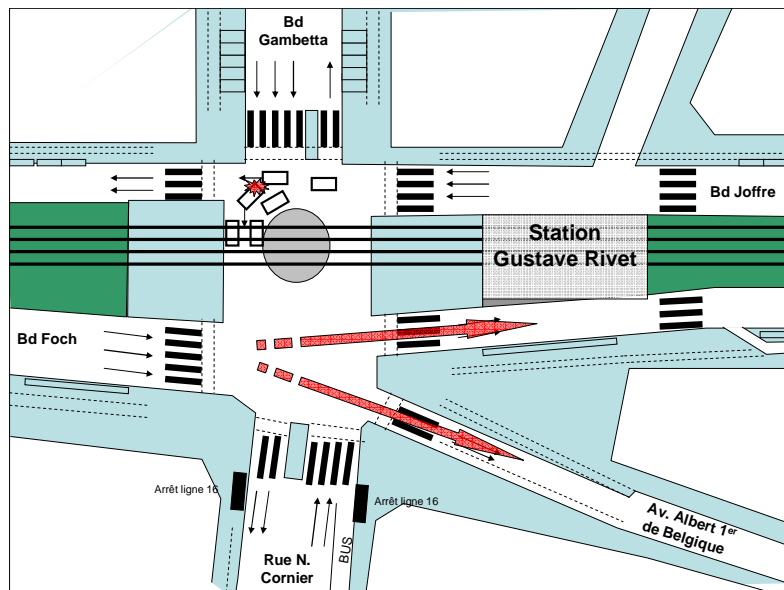 Bd
Gambetta
Bd Joffre
Station
Gustave Rivet
Bd Foch
Arrêt ligne 16
Arrêt ligne 16
Av. Albert 1er
de Belgique
Rue N.
Cornier
BUS